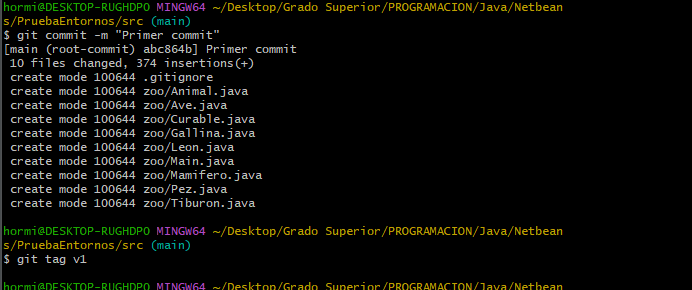 hormi@DESKTOP-RUGHDPO MINGW64 ~/Desktop/Grado Superior/PROGRAMACION/Java/Netbean
s/PruebaEntornos/src (main)
$ git commit -m "Primer commit"
[main (root-commit) abc864b] Primer commit
 10 files changed, 374 insertions(+)
 create mode 100644 .gitignore
 create mode 100644 zoo/Animal.java
 create mode 100644 zoo/Ave.java
 create mode 100644 zoo/Curable.java
 create mode 100644 zoo/Gallina.java
 create mode 100644 zoo/Leon.java
 create mode 100644 zoo/Main.java
 create mode 100644 zoo/Mamifero.java
 create mode 100644 zoo/Pez.java
 create mode 100644 zoo/Tiburon.java
hormi@DESKTOP-RUGHDPO MINGW64 ~/Desktop/Grado Superior/PROGRAMACION/Java/Netbean
s/PruebaEntornos/src (main)
$ git tag v1
hormi@DESKTOP-RUGHDPO MINGW64 ~/Desktop/Grado Superior/PROGRAMACION/Java/Netbean